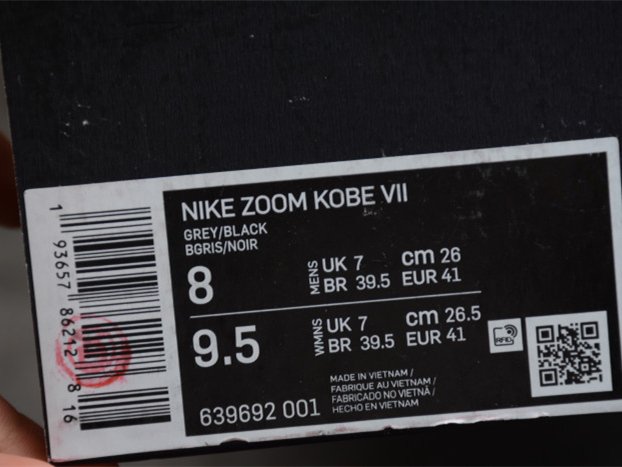 NIKE ZOOM KOBE VII
GREY/BLACK
BGRIS/NOIR
8
MENS
UK 7
cm 26
BR 39.5
EUR 41
9.5
WMNS
UK 7
cm 26.5
BR 39.5
EUR 41
RFID
MADE IN VIETNAM /
FABRIQUE AU VIETNAM /
FABRICADO NO VIETNÃ /
HECHO EN VIETNAM
639692 001
1 93657 86212 8 16